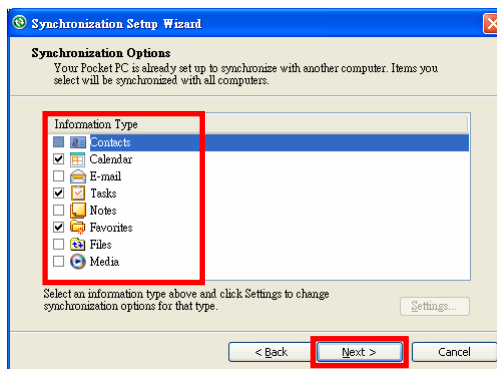 Synchronization Setup Wizard
Synchronization Options
Your Pocket PC is already set up to synchronize with another computer. Items you
select will be synchronized with all computers.
Information Type
Contacts
Calendar
E-mail
Tasks
Notes
Favorites
Files
Media
Select an information type above and click Settings to change
synchronization options for that type.
Settings...
< Back
Next >
Cancel